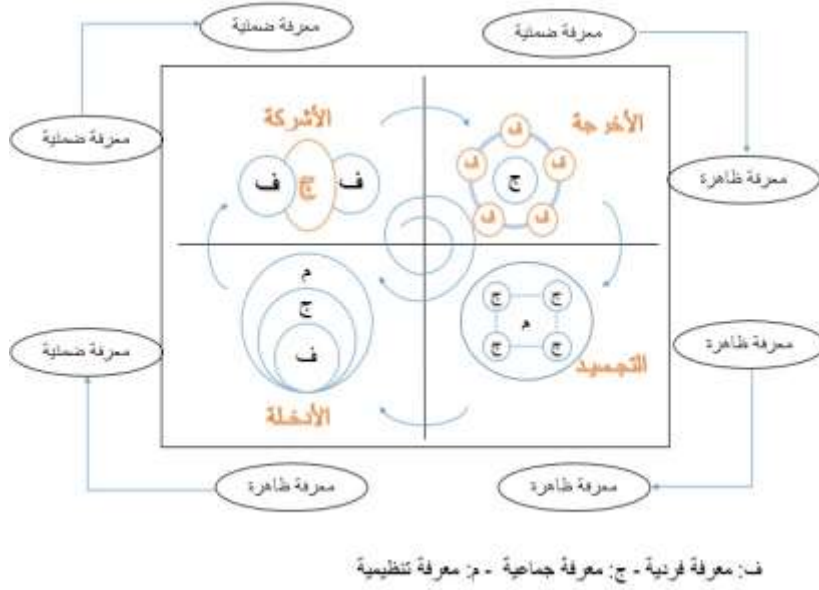 معرفة ضمنية
معرفة ضمنية
معرفة ضمنية
معرفة ظاهرة
الأخرجة
ف
ف
ف
ف
ف
ج
الأشركة
ف
ج
ف
م
ج
ف
الأدخلة
ج
ج
م
ج
ج
التجسيد
معرفة ظاهرة
معرفة ضمنية
معرفة ظاهرة
معرفة ظاهرة
ف: معرفة فردية - ج: معرفة جماعية - م: معرفة تنظيمية